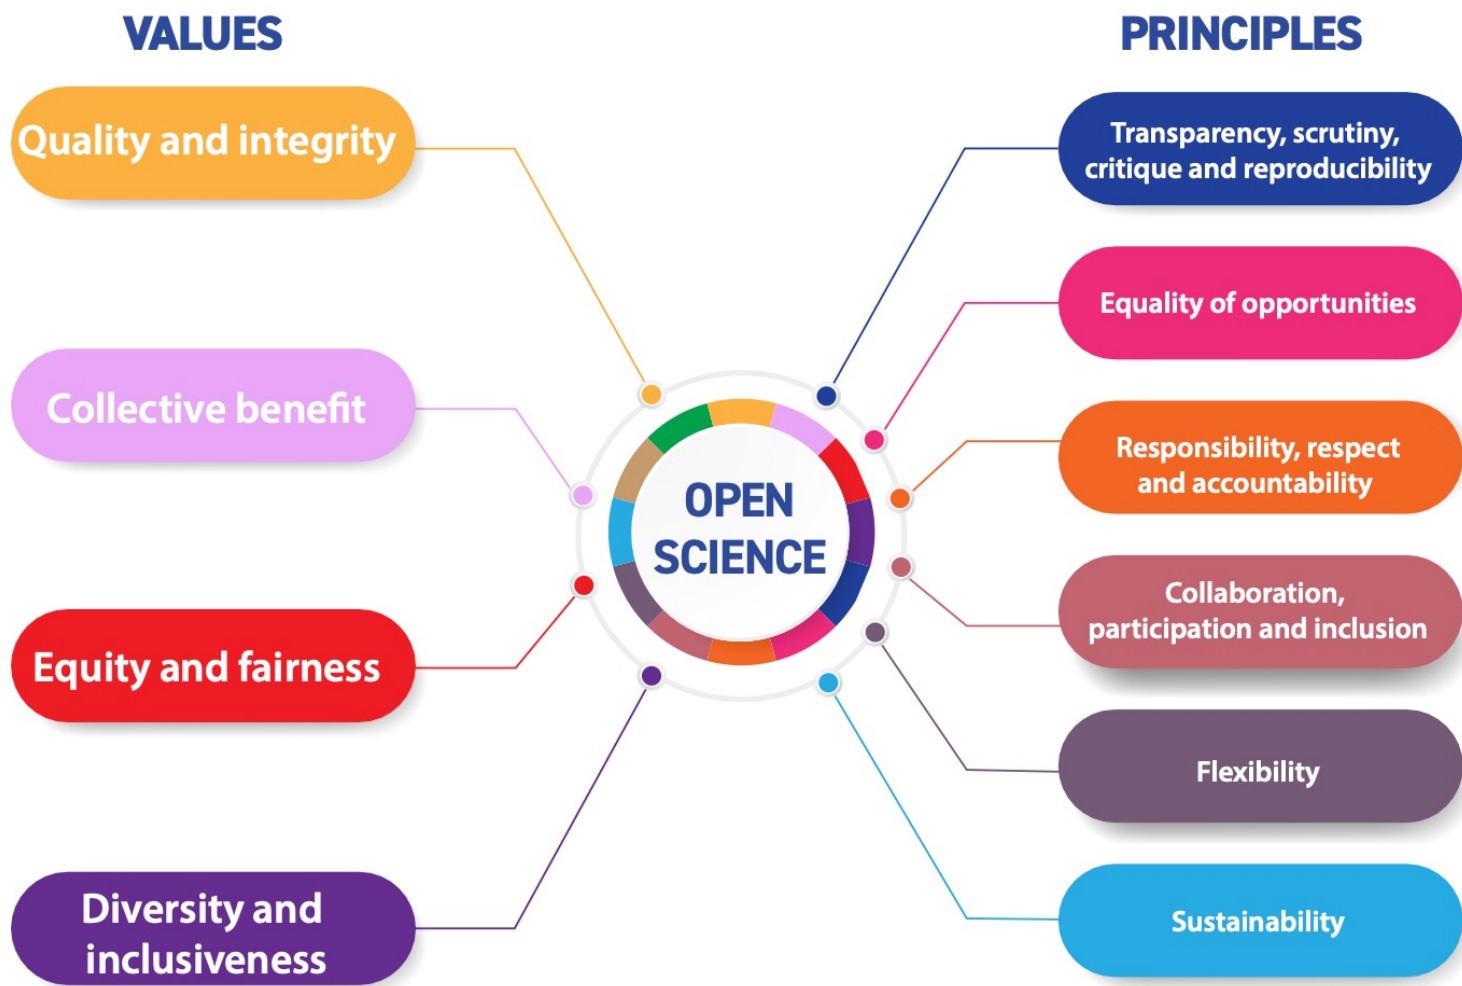 VALUES
Quality and integrity
Collective benefit
Equity and fairness
Diversity and
inclusiveness
OPEN
SCIENCE
PRINCIPLES
Transparency, scrutiny,
critique and reproducibility
Equality of opportunities
Responsibility, respect
and accountability
Collaboration,
participation and inclusion
Flexibility
Sustainability